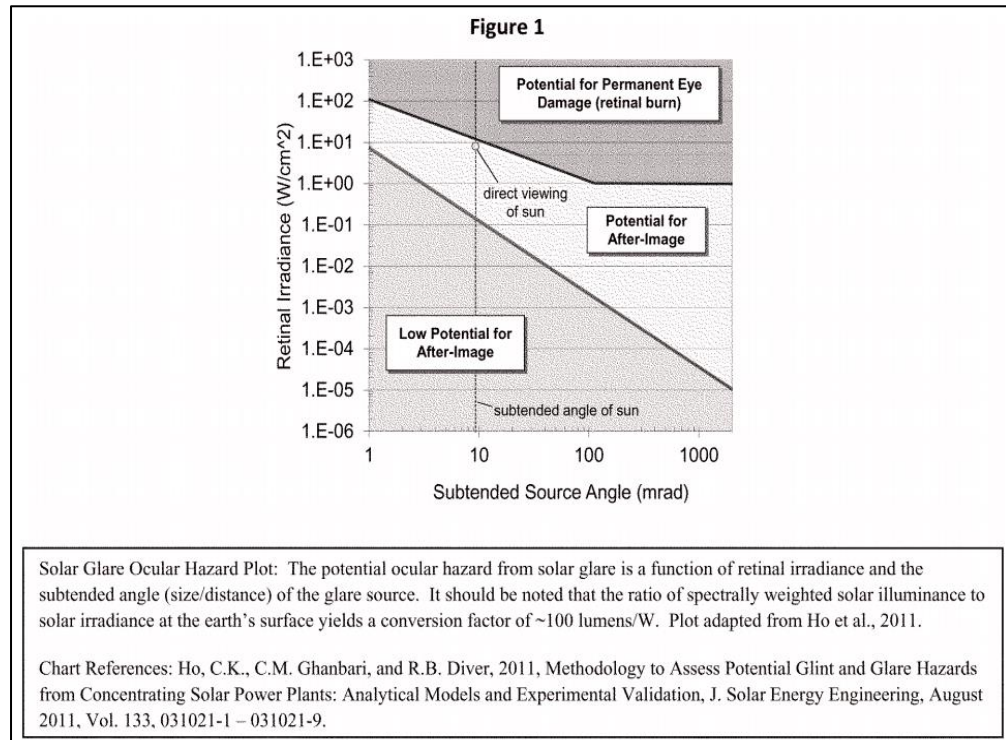 Figure 1
1.E+03
1.E+02
1.E+01
1.E+00
1.E-01
1.E-02
1.E-03
1.E-04
1.E-05
1.E-06
Retinal Irradiance (W/cm^2)
Potential for Permanent Eye
Damage (retinal burn)
direct viewing
of sun
Potential for
After-Image
Low Potential for
After-Image
subtended angle of sun
1 10 100 1000
Subtended Source Angle (mrad)
Solar Glare Ocular Hazard Plot: The potential ocular hazard from solar glare is a function of retinal irradiance and the
subtended angle (size/distance) of the glare source. It should be noted that the ratio of spectrally weighted solar illuminance to
solar irradiance at the earth's surface yields a conversion factor of ~100 lumens/W. Plot adapted from Ho et al., 2011.
Chart References: Ho, C.K., C.M. Ghanbari, and R.B. Diver, 2011, Methodology to Assess Potential Glint and Glare Hazards
from Concentrating Solar Power Plants: Analytical Models and Experimental Validation, J. Solar Energy Engineering, August
2011, Vol. 133, 031021-1 – 031021-9.